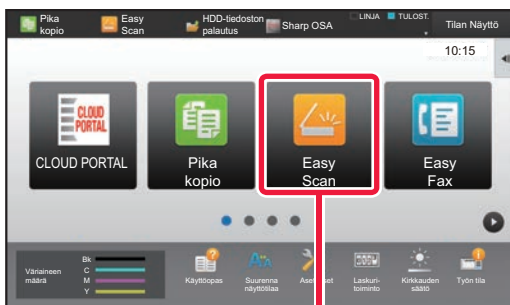 Pika
kopio
Easy
Scan
HDD-tiedoston
palautus
Sharp OSA
LINJA
TULOST.
Tilan Näyttö
10:15
CLOUD
PORTAL
CLOUD PORTAL
Pika
kopio
Easy
Scan
Easy
Fax
Väriaineen
määrä
Bk
C
M
Y
Käyttöopas
Suurenna
näyttötilaa
Laskuri-
toiminto
Kirkkauden
säätö
Työn tila